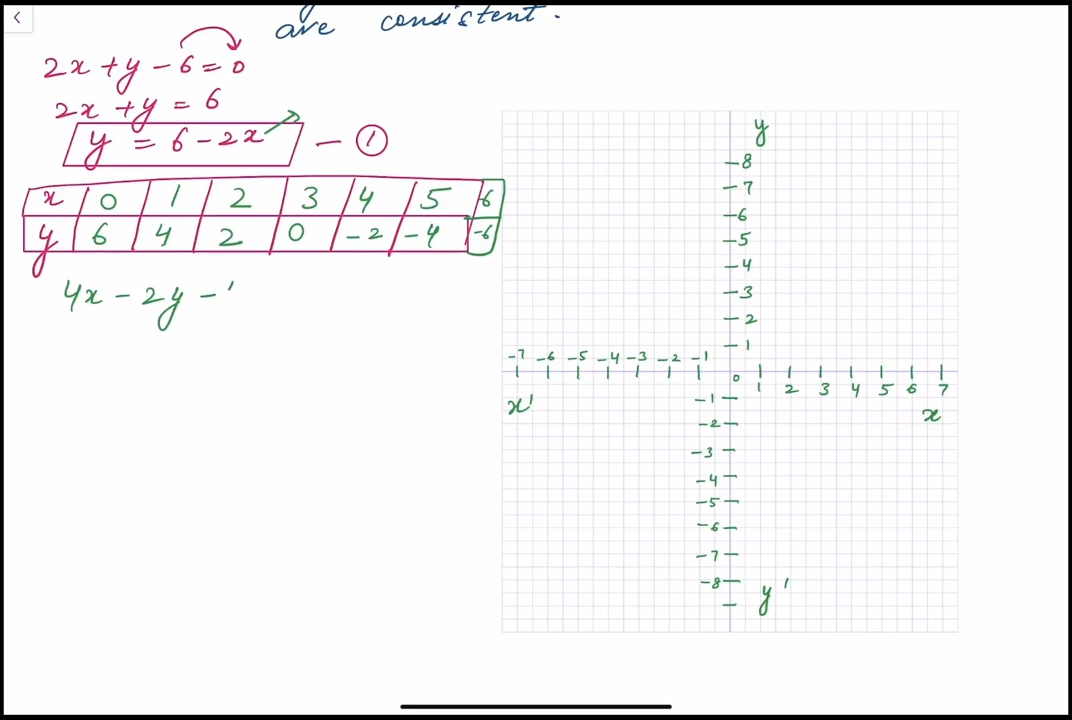 are consistent.
2x + y - 6 = 0
2x + y = 6
y = 6 - 2x - ①
x 0 1 2 3 4 5 6
y 6 4 2 0 -2 -4 -6
4x - 2y - '
y
8
7
6
5
4
3
2
1
-7 -6 -5 -4 -3 -2 -1
0 1 2 3 4 5 6 7
x' x
-1
-2
-3
-4
-5
-6
-7
-8
y'